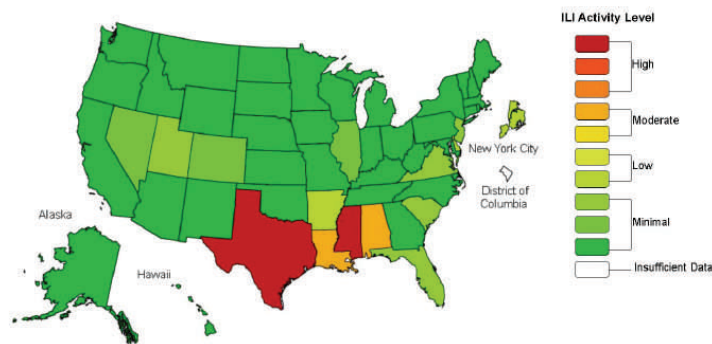 ILI Activity Level
High
Moderate
Low
Minimal
Insufficient Data
New York City
District of
Columbia
Alaska
Hawaii